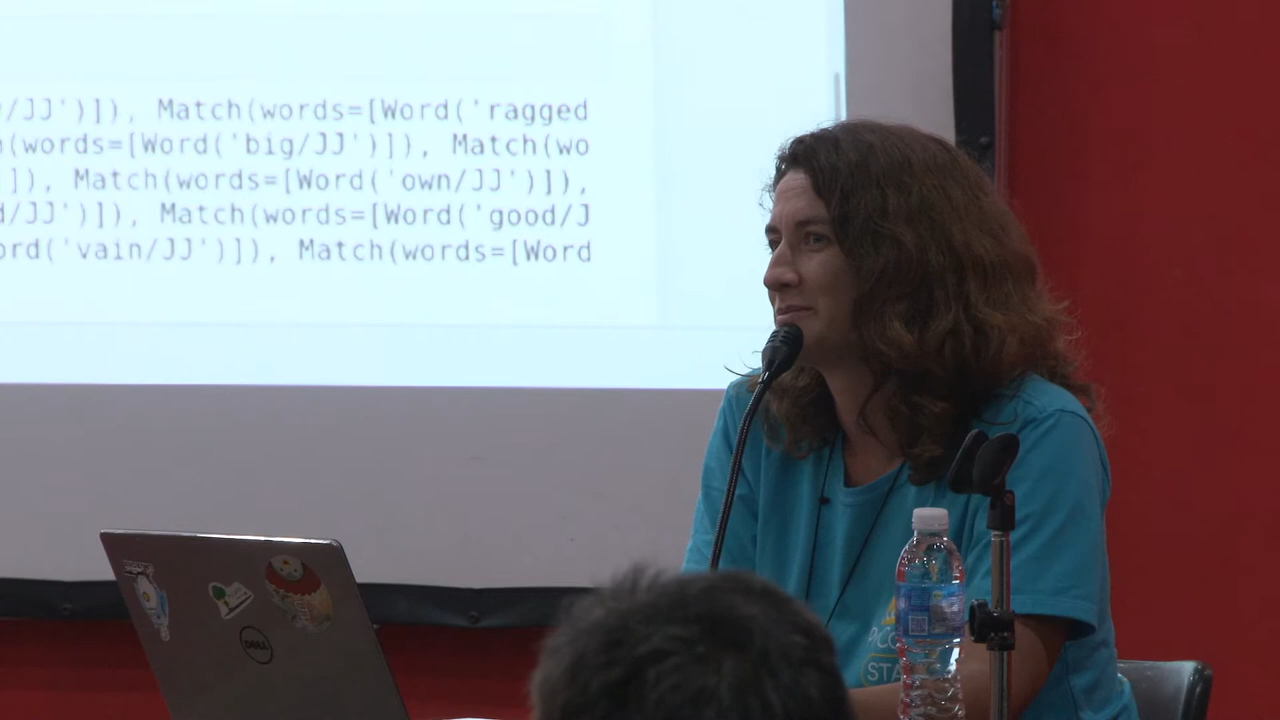 /JJ')]), Match(words=[Word('ragged
(words=[Word('big/JJ')]), Match(wo
]), Match(words=[Word('own/JJ')]),
d/JJ')]), Match(words=[Word('good/J
ord('vain/JJ')]), Match(words=[Word
DELL
STA